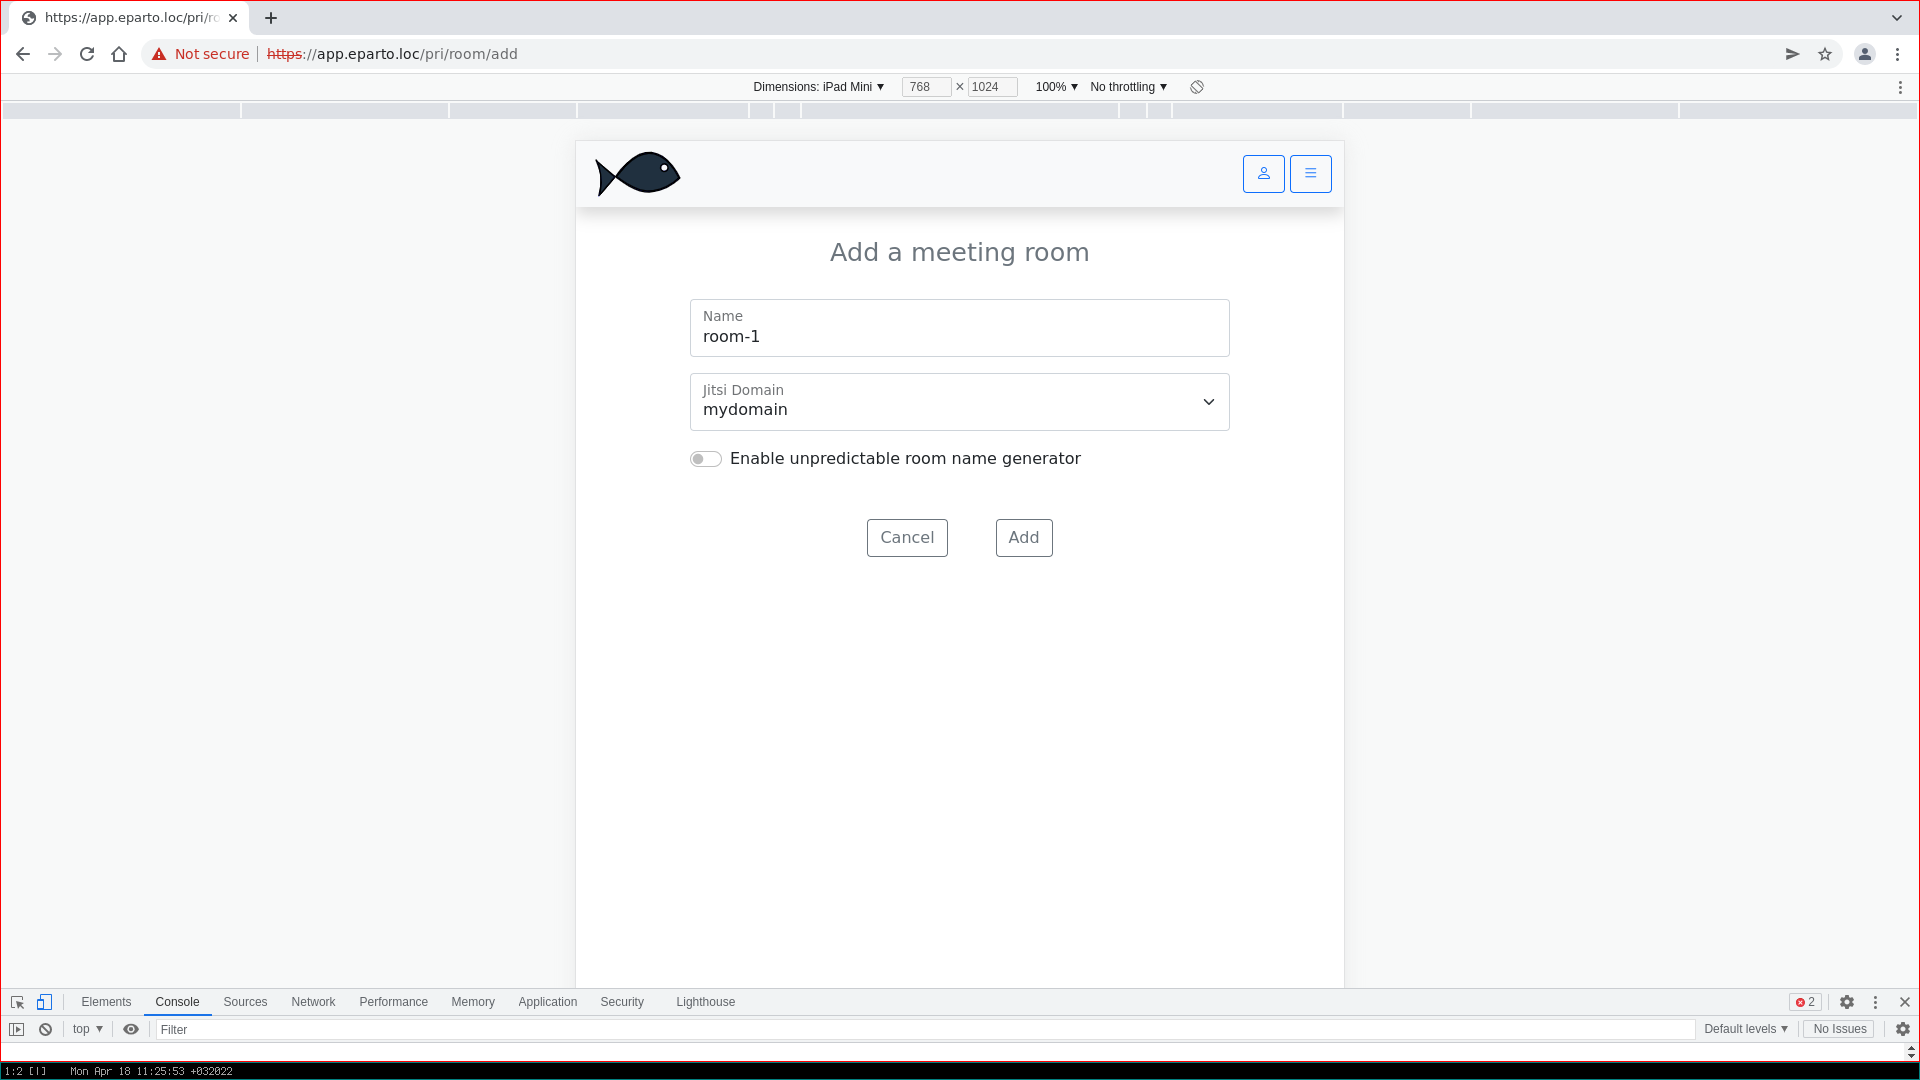 https://app.eparto.loc/pri/ro
Not secure https://app.eparto.loc/pri/room/add
Dimensions: iPad Mini ▼ 768 × 1024 100% ▼ No throttling ▼
Add a meeting room
Name
room-1
Jitsi Domain
mydomain
Enable unpredictable room name generator
Cancel Add
Elements Console Sources Network Performance Memory Application Security Lighthouse 2
top ▼ Filter Default levels ▼ No Issues
1:2 [|] Mon Apr 18 11:25:53 +032022